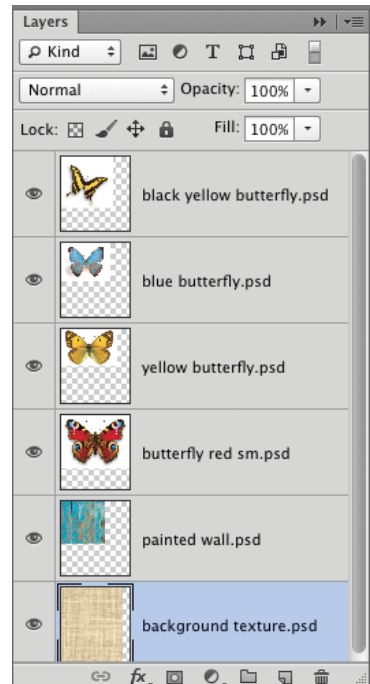 Layers
Kind
T
Normal Opacity: 100%
Lock: Fill: 100%
black yellow butterfly.psd
blue butterfly.psd
yellow butterfly.psd
butterfly red sm.psd
painted wall.psd
background texture.psd
fx